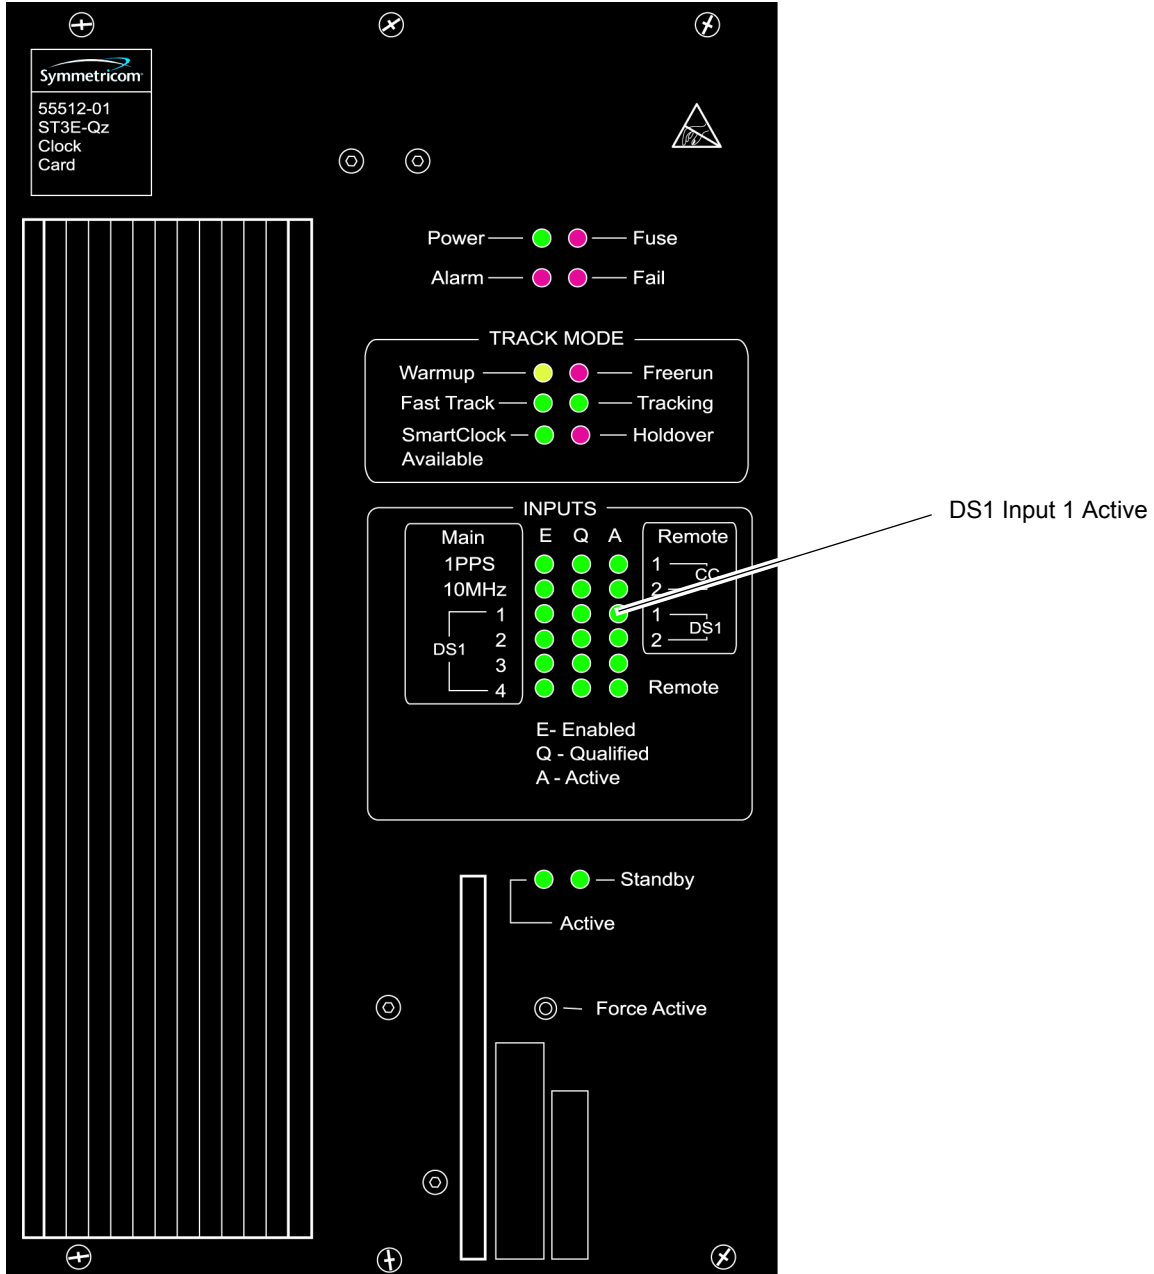 Symmetricom
55512-01
ST3E-Qz
Clock
Card
Power Fuse
Alarm Fail
TRACK MODE
Warmup Freerun
Fast Track Tracking
SmartClock Holdover
Available
INPUTS
DS1 Input 1 Active
Main E Q A Remote
1PPS 1
CC
10MHz 2
1 1
DS1
2 2
DS1
3
4 Remote
E- Enabled
Q - Qualified
A - Active
Standby
Active
Force Active